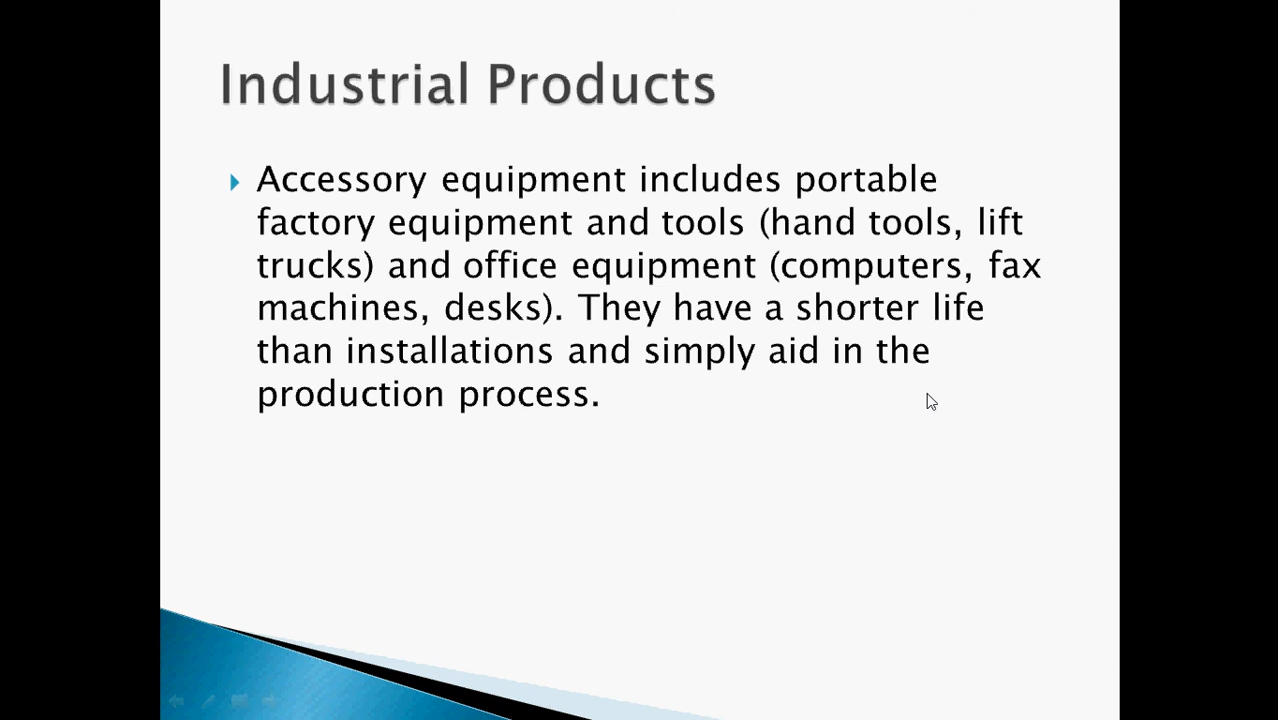 Industrial Products
Accessory equipment includes portable
factory equipment and tools (hand tools, lift
trucks) and office equipment (computers, fax
machines, desks). They have a shorter life
than installations and simply aid in the
production process.